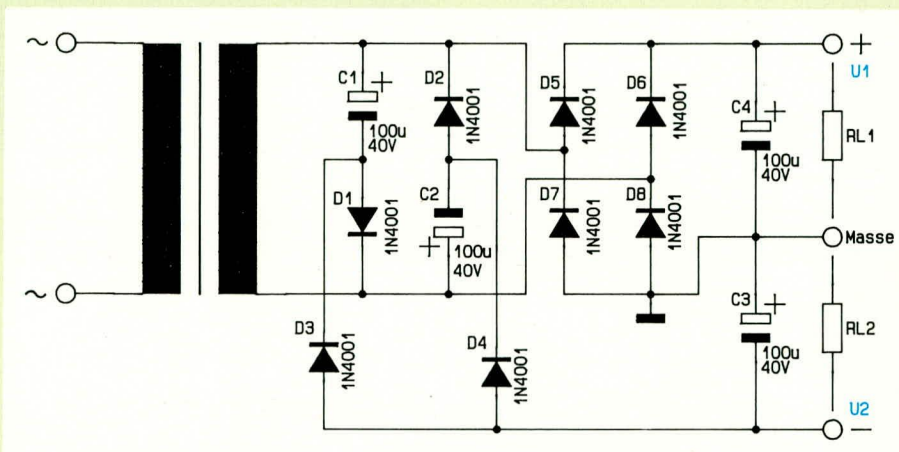 ~
C1 +
100u
40V
D2
1N4001
D5
1N4001
D6
1N4001
C4 +
100u
40V
+
U1
RL1
D1
1N4001
C2
+
100u
40V
D7
1N4001
D8
1N4001
Masse
~
D3
1N4001
D4
1N4001
C3 +
100u
40V
RL2
U2
−